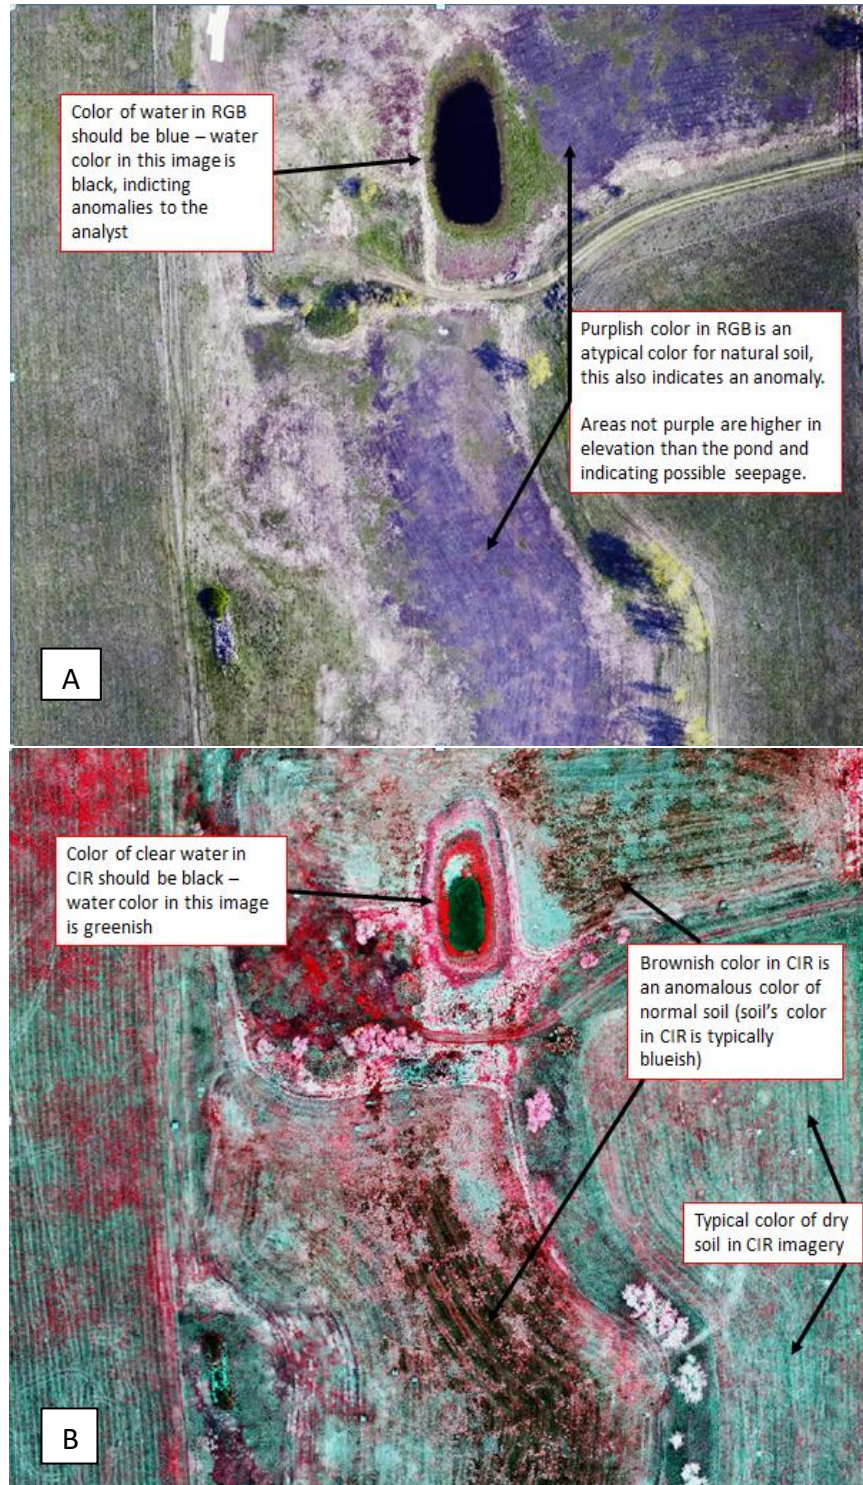 Color of water in RGB
should be blue – water
color in this image is
black, indicting
anomalies to the
analyst
Purplish color in RGB is an
atypical color for natural soil,
this also indicates an anomaly.
Areas not purple are higher in
elevation than the pond and
indicating possible seepage.
A
Color of clear water in
CIR should be black –
water color in this image
is greenish
Brownish color in CIR is
an anomalous color of
normal soil (soil's color
in CIR is typically
blueish)
Typical color of dry
soil in CIR imagery
B